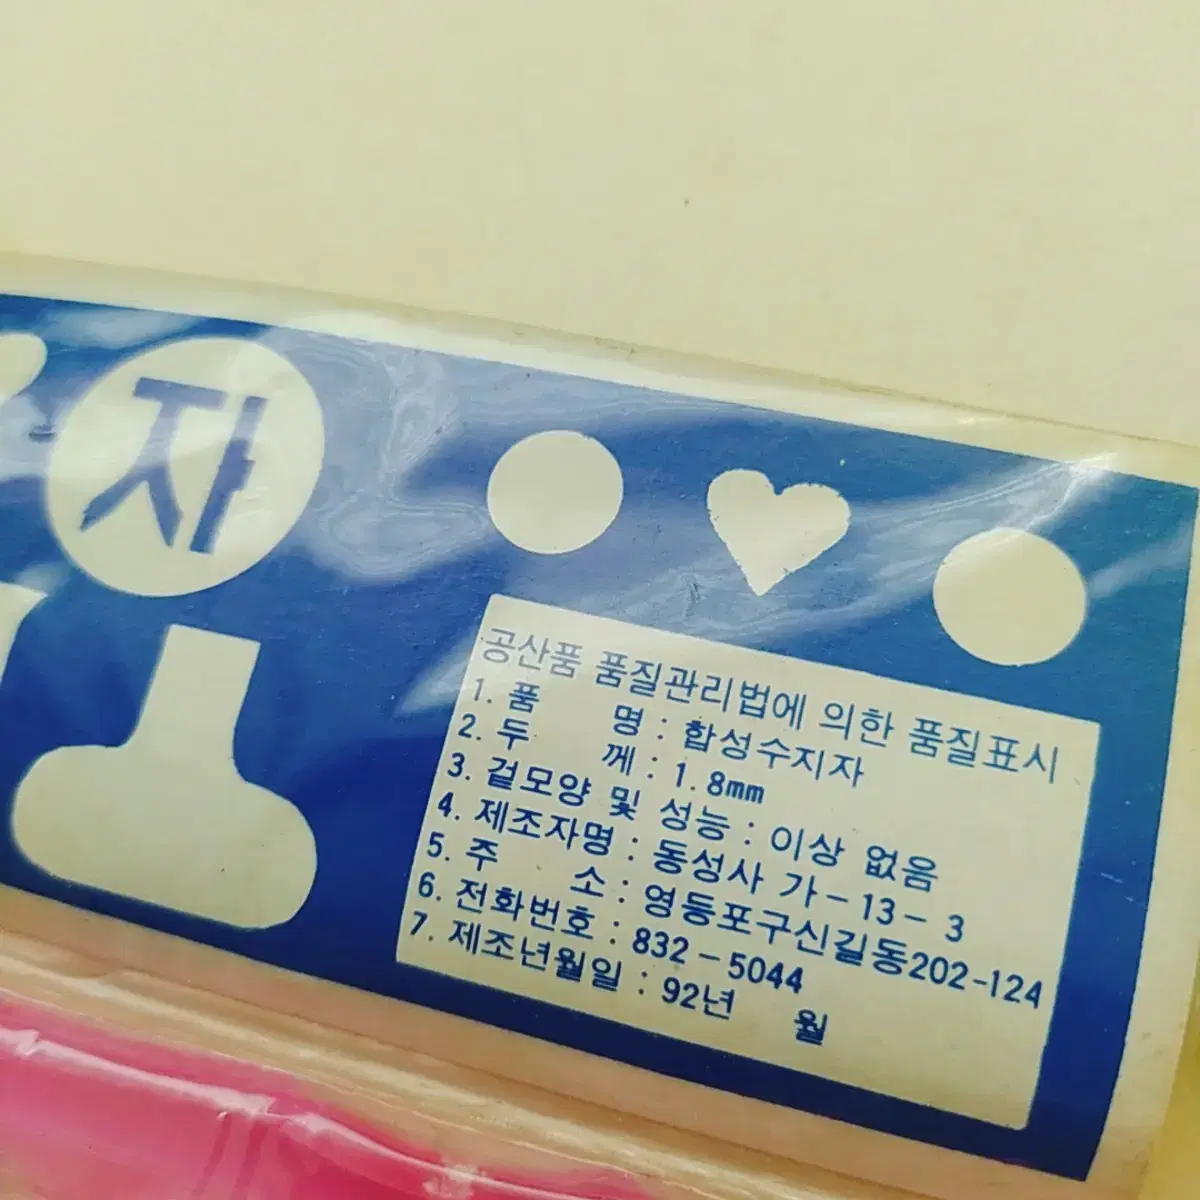 자
공산품 품질관리법에 의한 품질표시
1. 품 명 : 합성수지자
2. 두 께 : 1.8mm
3. 겉모양 및 성능 : 이상 없음
4. 제조자명 : 동성사 가-13-3
5. 주 소 : 영등포구신길동202-124
6. 전화번호 : 832-5044
7. 제조년월일 : 92년 월